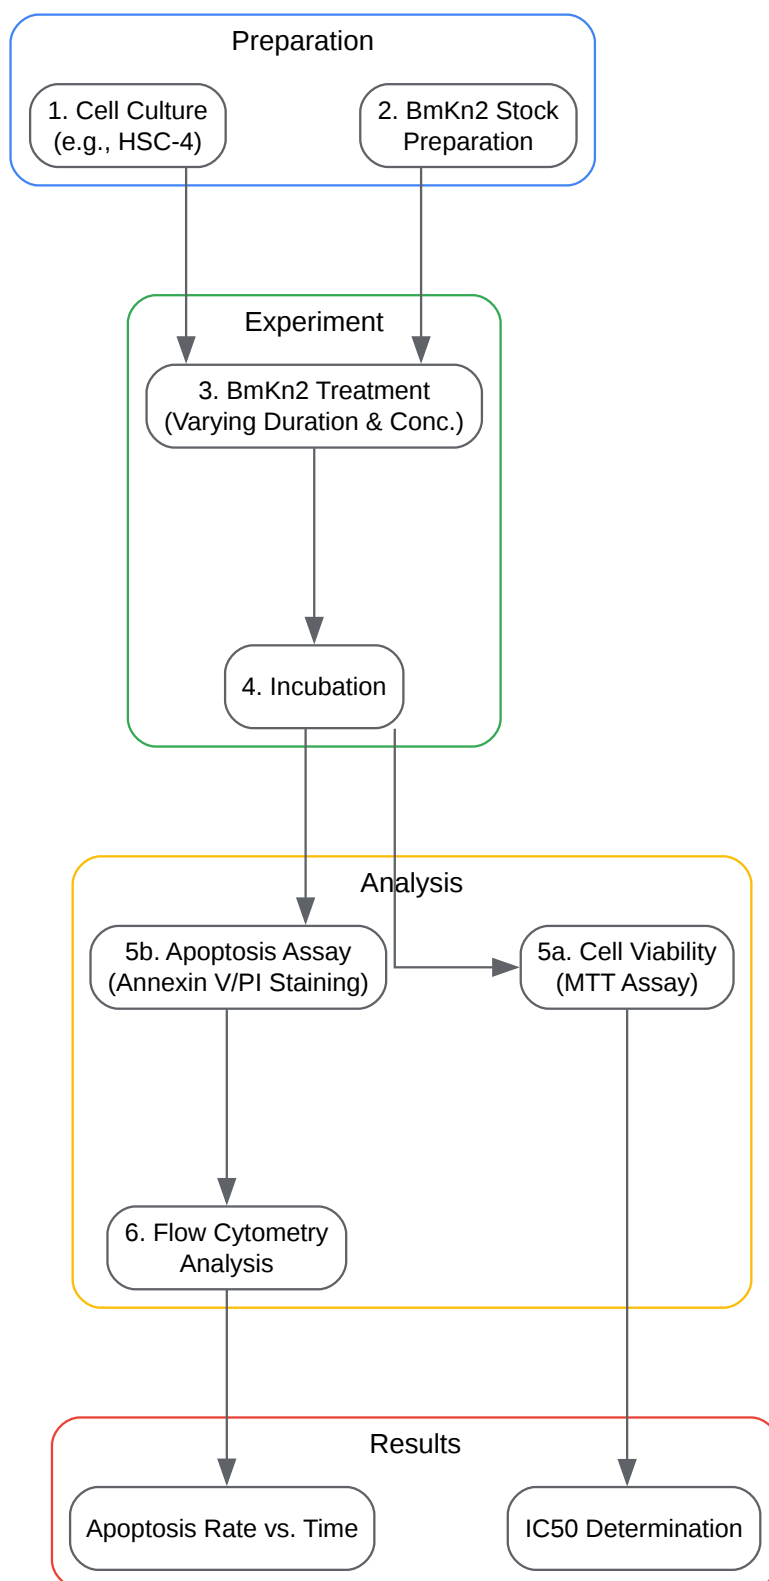 Preparation
1. Cell Culture
(e.g., HSC-4)
2. BmKn2 Stock
Preparation
Experiment
3. BmKn2 Treatment
(Varying Duration & Conc.)
4. Incubation
Analysis
5b. Apoptosis Assay
(Annexin V/PI Staining)
5a. Cell Viability
(MTT Assay)
6. Flow Cytometry
Analysis
Results
Apoptosis Rate vs. Time
IC50 Determination